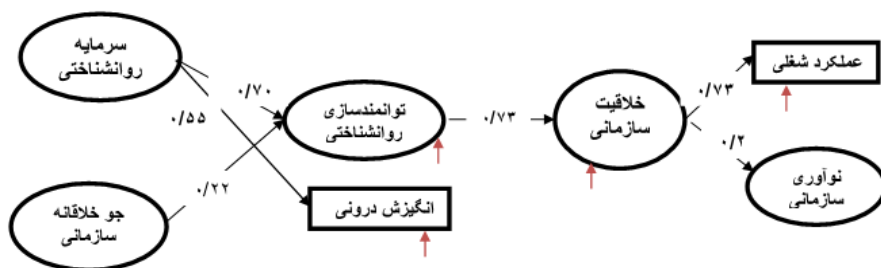 سرمایه
روانشناختی
۰/۷۰
۰/۵۵
توانمندسازی
روانشناختی
۰/۷۳
خلاقیت
سازمانی
۰/۷۳
عملکرد شغلی
۰/۲
نوآوری
سازمانی
جو خلاقانه
سازمانی
۰/۲۲
انگیزش درونی